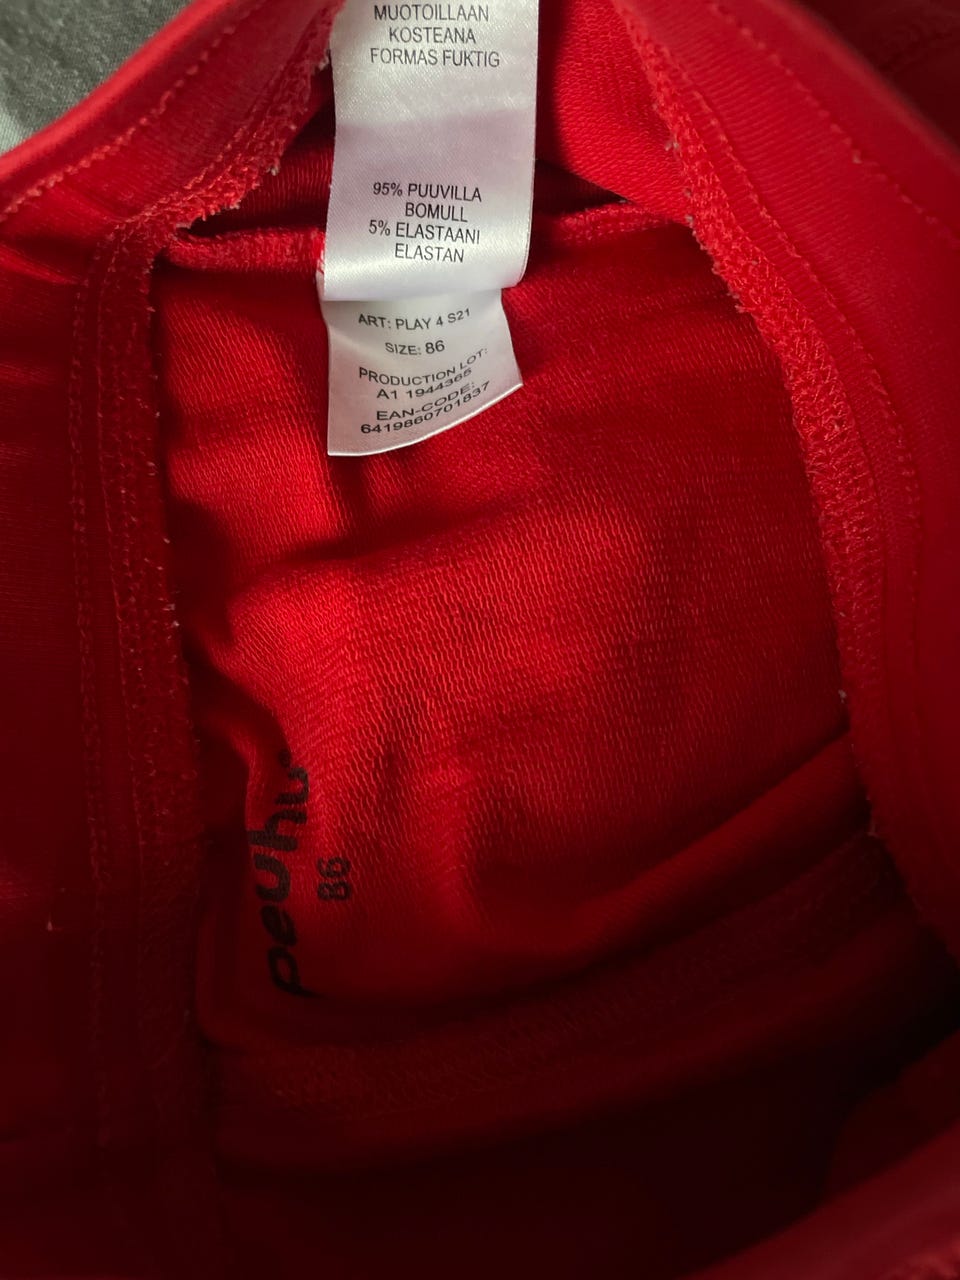 MUOTOILLAAN
KOSTEANA
FORMAS FUKTIG
95% PUUVILLA
BOMULL
5% ELASTAANI
ELASTAN
ART: PLAY 4 S21
SIZE: 86
PRODUCTION LOT:
A1 1944365
EAN-CODE:
6419860701837
peuhu
86